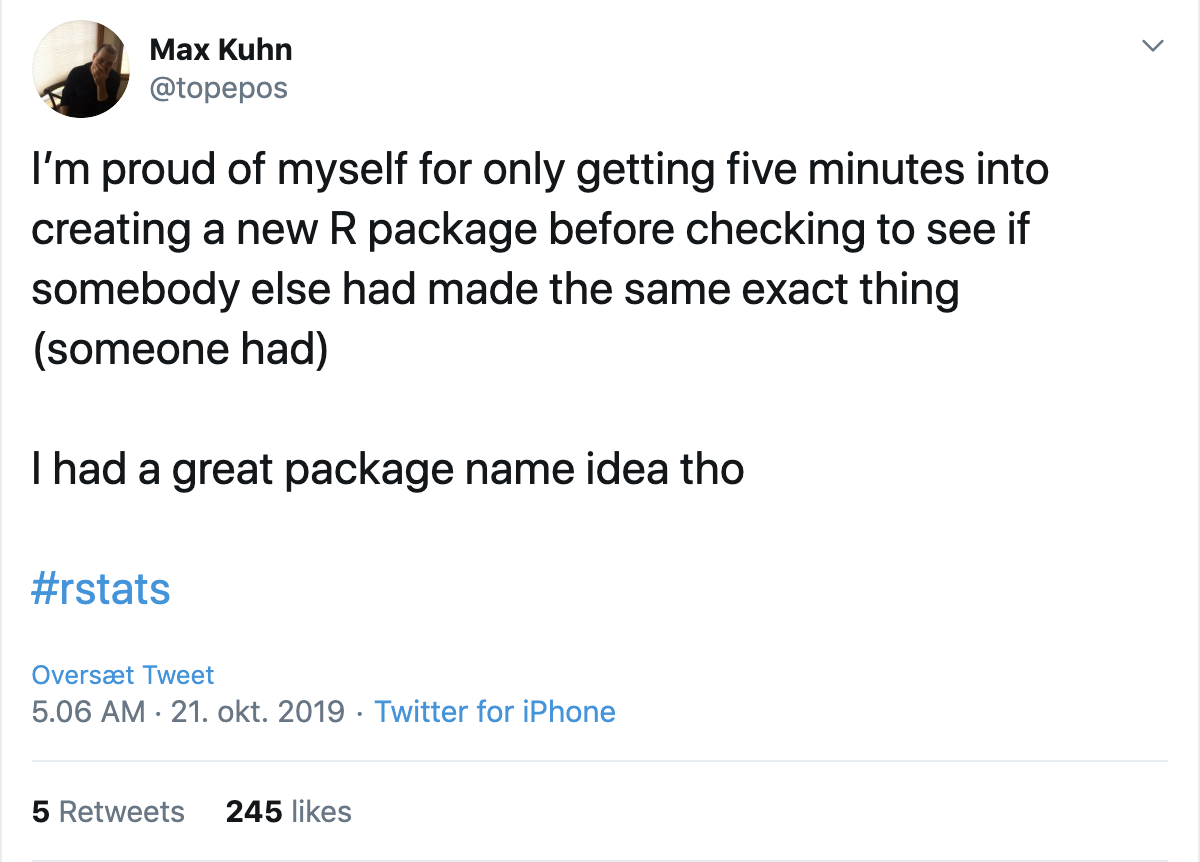 Max Kuhn
@topepos
I’m proud of myself for only getting five minutes into
creating a new R package before checking to see if
somebody else had made the same exact thing
(someone had)
I had a great package name idea tho
#rstats
Oversæt Tweet
5.06 AM · 21. okt. 2019 · Twitter for iPhone
5 Retweets 245 likes